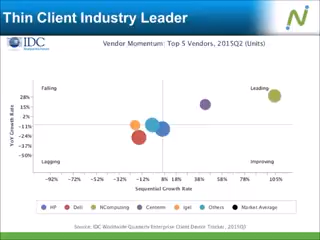 Thin Client Industry Leader
IDC
Vendor Momentum: Top 5 Vendors, 2015Q2 (Units)
Falling
Leading
YoY Growth Rate
28%
15%
2%
-11%
-24%
-37%
-50%
Lagging
Improving
-92% -72% -52% -32% -12% 8% 18% 38% 58% 78% 105%
Sequential Growth Rate
HP Dell NComputing Centerm Igel Others Market Average
Source: IDC Worldwide Quarterly Enterprise Client Device Tracker, 2015Q2